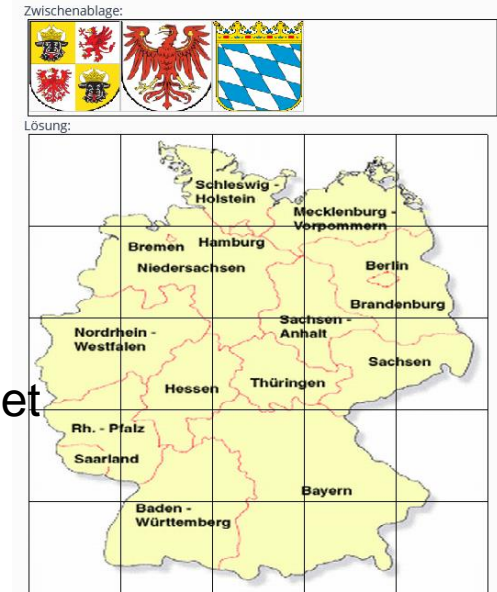 Zwischenablage:
Lösung:
Schleswig -
Holstein
Mecklenburg -
Vorpommern
Bremen
Hamburg
Niedersachsen
Berlin
Brandenburg
Sachsen -
Anhalt
Nordrhein -
Westfalen
Sachsen
Hessen
Thüringen
et
Rh. - Pfalz
Saarland
Bayern
Baden -
Württemberg